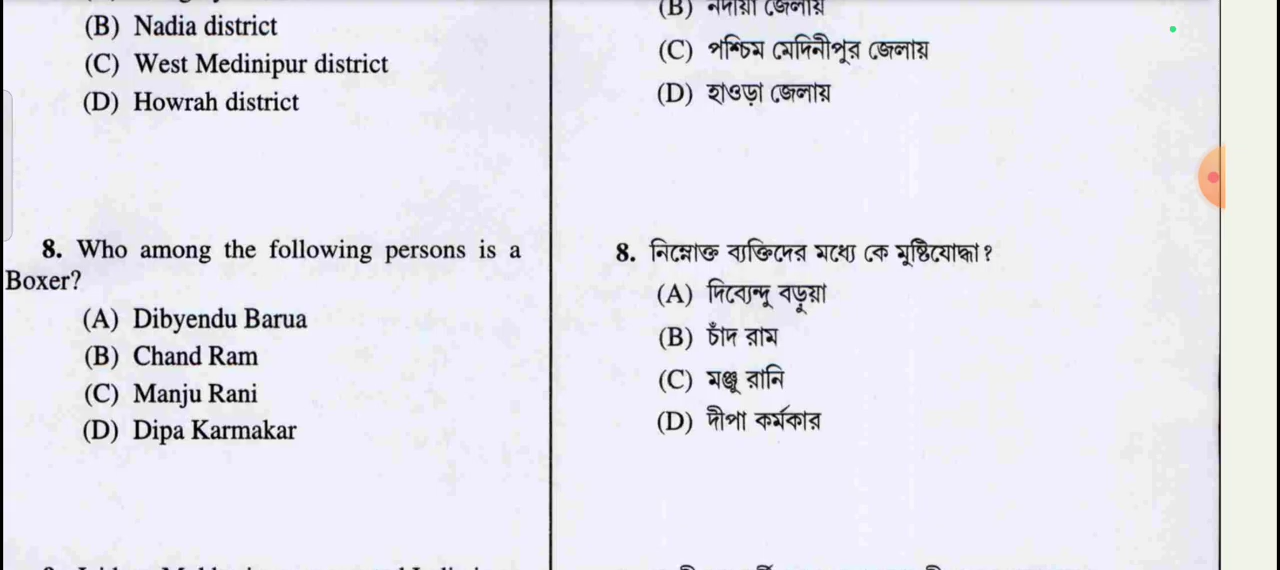 (B) Nadia district
(C) West Medinipur district
(D) Howrah district
8. Who among the following persons is a
Boxer?
(A) Dibyendu Barua
(B) Chand Ram
(C) Manju Rani
(D) Dipa Karmakar
(B) নদীয়া জেলায়
(C) পশ্চিম মেদিনীপুর জেলায়
(D) হাওড়া জেলায়
8. নিম্নোক্ত ব্যক্তিদের মধ্যে কে মুষ্টিযোদ্ধা?
(A) দিব্যেন্দু বড়ুয়া
(B) চাঁদ রাম
(C) মঞ্জু রানি
(D) দীপা কর্মকার